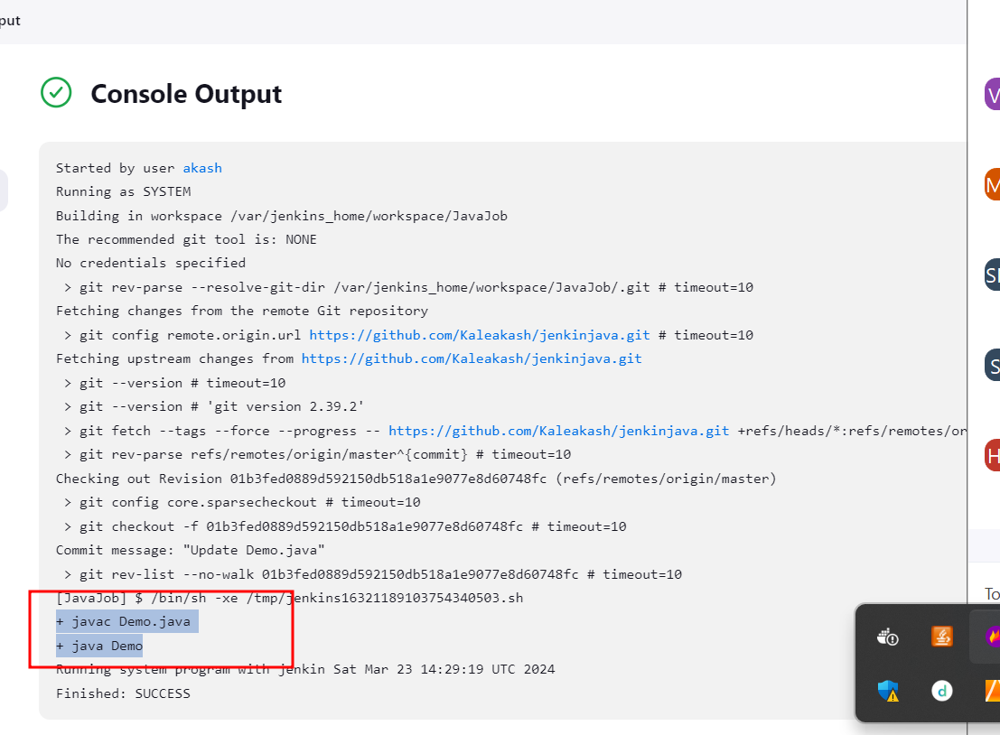 put
Console Output
Started by user akash
Running as SYSTEM
Building in workspace /var/jenkins_home/workspace/JavaJob
The recommended git tool is: NONE
No credentials specified
 > git rev-parse --resolve-git-dir /var/jenkins_home/workspace/JavaJob/.git # timeout=10
Fetching changes from the remote Git repository
 > git config remote.origin.url https://github.com/Kaleakash/jenkinjava.git # timeout=10
Fetching upstream changes from https://github.com/Kaleakash/jenkinjava.git
 > git --version # timeout=10
 > git --version # 'git version 2.39.2'
 > git fetch --tags --force --progress -- https://github.com/Kaleakash/jenkinjava.git +refs/heads/*:refs/remotes/or
 > git rev-parse refs/remotes/origin/master^{commit} # timeout=10
Checking out Revision 01b3fed0889d592150db518a1e9077e8d60748fc (refs/remotes/origin/master)
 > git config core.sparsecheckout # timeout=10
 > git checkout -f 01b3fed0889d592150db518a1e9077e8d60748fc # timeout=10
Commit message: "Update Demo.java"
 > git rev-list --no-walk 01b3fed0889d592150db518a1e9077e8d60748fc # timeout=10
[JavaJob] $ /bin/sh -xe /tmp/jenkins16321189103754340503.sh
+ javac Demo.java
+ java Demo
Running system program with jenkin Sat Mar 23 14:29:19 UTC 2024
Finished: SUCCESS
V
M
S
H
To
d